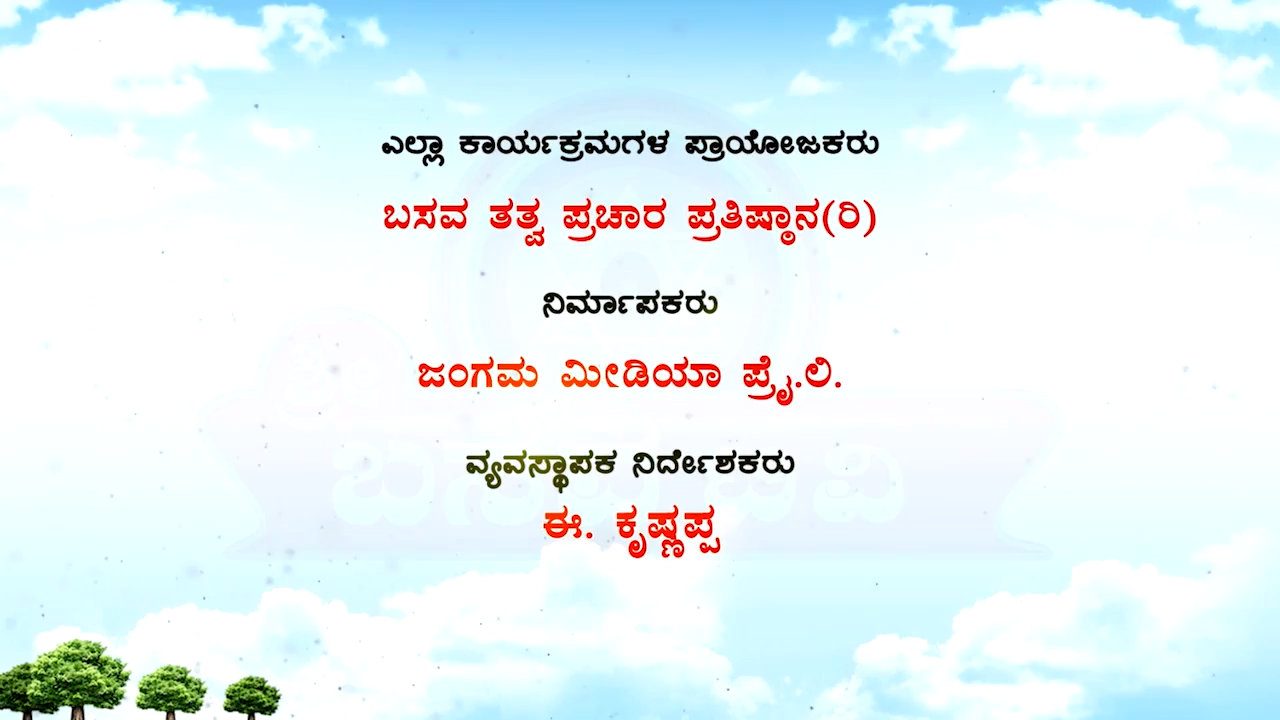 ಎಲ್ಲಾ ಕಾರ್ಯಕ್ರಮಗಳ ಪ್ರಾಯೋಜಕರು
ಬಸವ ತತ್ವ ಪ್ರಚಾರ ಪ್ರತಿಷ್ಠಾನ(ರಿ)
ನಿರ್ಮಾಪಕರು
ಜಂಗಮ ಮೀಡಿಯಾ ಪ್ರೈ.ಲಿ.
ವ್ಯವಸ್ಥಾಪಕ ನಿರ್ದೇಶಕರು
ಈ. ಕೃಷ್ಣಪ್ಪ